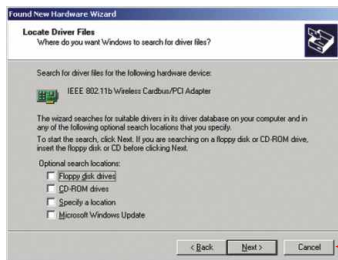 Found New Hardware Wizard
Locate Driver Files
Where do you want Windows to search for driver files?
Search for driver files for the following hardware device:
IEEE 802.11b Wireless Cardbus/PCI Adapter
The wizard searches for suitable drivers in its driver database on your computer and in
any of the following optional search locations that you specify.
To start the search, click Next. If you are searching on a floppy disk or CD-ROM drive,
insert the floppy disk or CD before clicking Next.
Optional search locations:
Floppy disk drives
CD-ROM drives
Specify a location
Microsoft Windows Update
< Back
Next >
Cancel